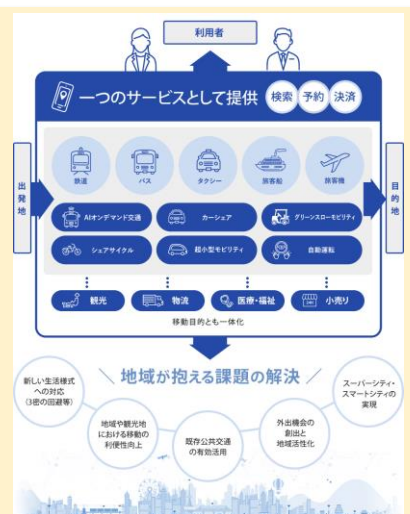 利用者
一つのサービスとして提供 検索 予約 決済
出発地
目的地
鉄道 バス タクシー 旅客船 旅客機
AIオンデマンド交通 カーシェア グリーンスローモビリティ
シェアサイクル 超小型モビリティ 自動運転
観光 物流 医療・福祉 小売り
移動目的とも一体化
地域が抱える課題の解決
新しい生活様式
への対応
(3密の回避等)
地域や観光地
における移動の
利便性向上
既存公共交通
の有効活用
外出機会の
創出と
地域活性化
スーパーシティ・
スマートシティの
実現